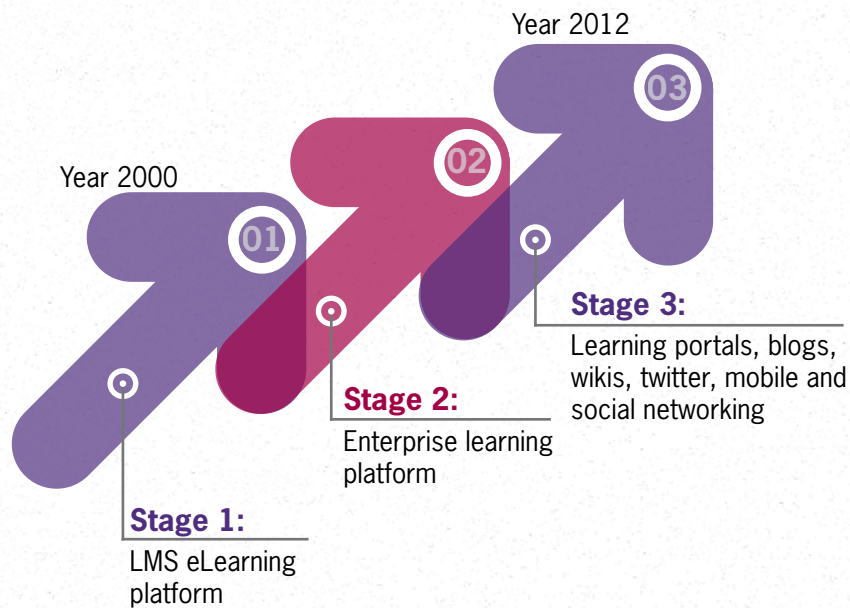 Year 2012
03
02
Year 2000
01
Stage 3:
Learning portals, blogs,
wikis, twitter, mobile and
social networking
Stage 2:
Enterprise learning
platform
Stage 1:
LMS eLearning
platform